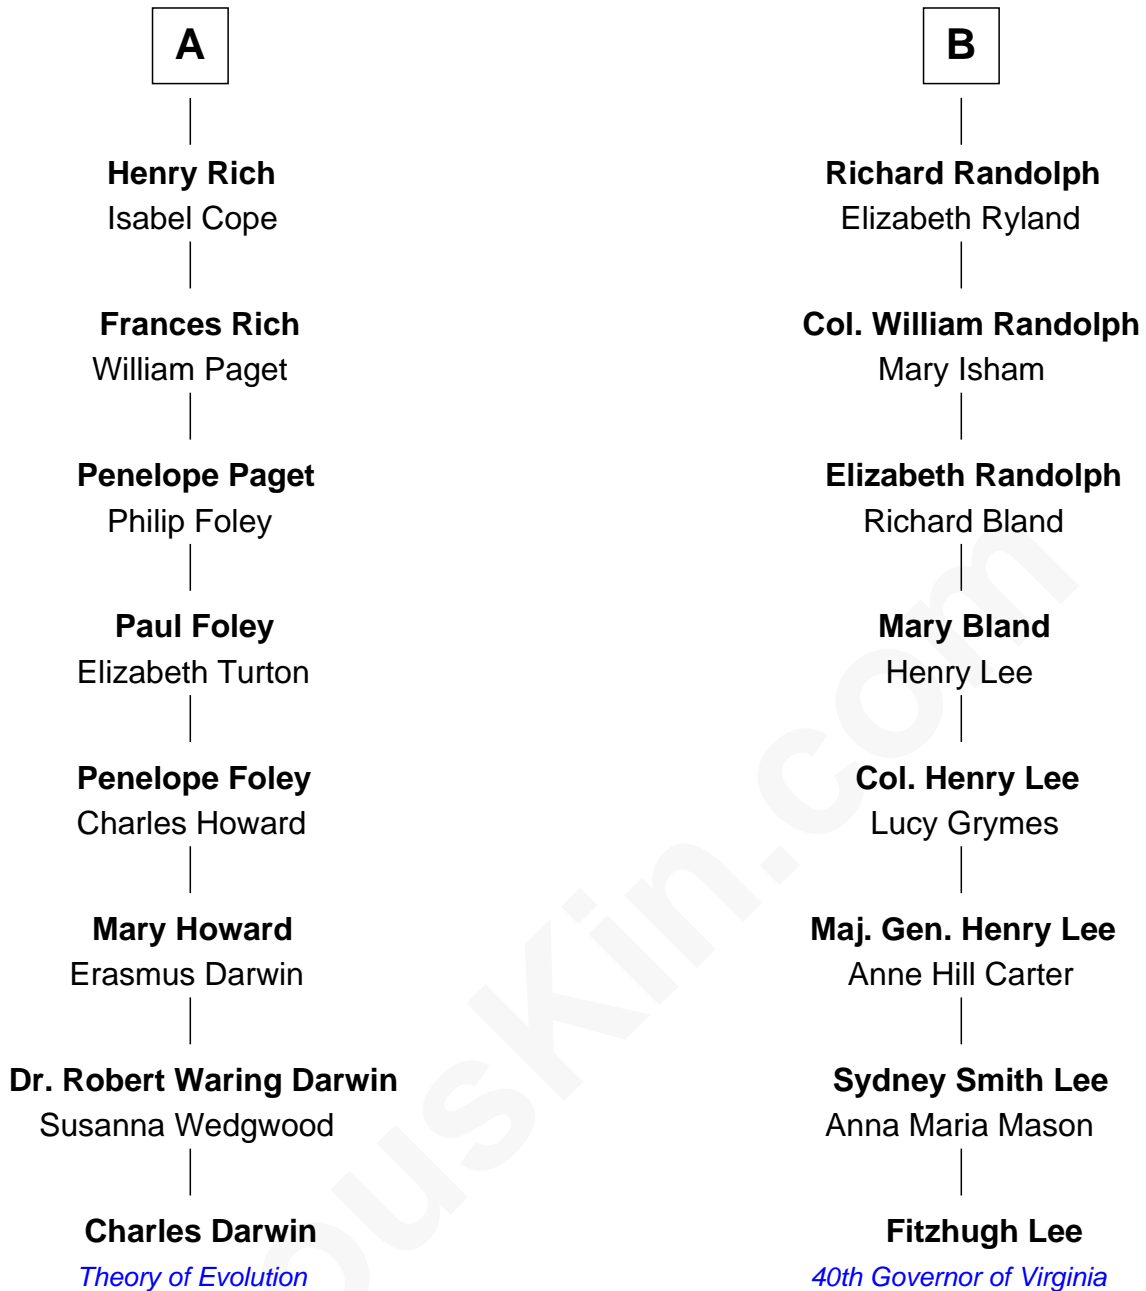 A
Henry Rich
Isabel Cope
Frances Rich
William Paget
Penelope Paget
Philip Foley
Paul Foley
Elizabeth Turton
Penelope Foley
Charles Howard
Mary Howard
Erasmus Darwin
Dr. Robert Waring Darwin
Susanna Wedgwood
Charles Darwin
Theory of Evolution
B
Richard Randolph
Elizabeth Ryland
Col. William Randolph
Mary Isham
Elizabeth Randolph
Richard Bland
Mary Bland
Henry Lee
Col. Henry Lee
Lucy Grymes
Maj. Gen. Henry Lee
Anne Hill Carter
Sydney Smith Lee
Anna Maria Mason
Fitzhugh Lee
40th Governor of Virginia
ousKin.com